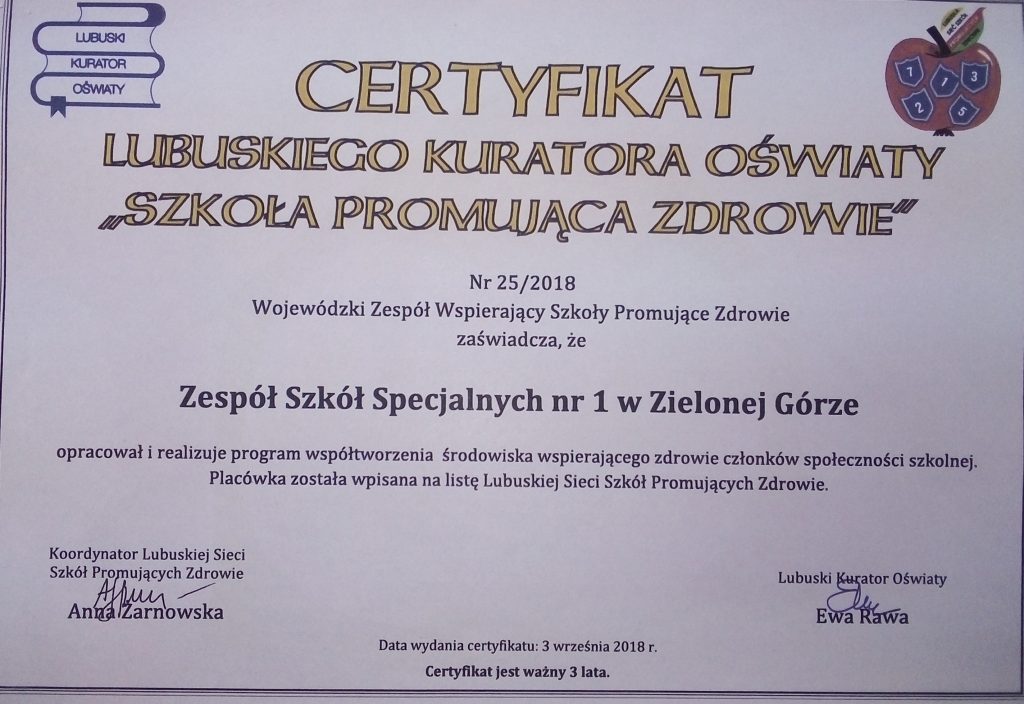 LUBUSKI
KURATOR
OŚWIATY
7
1
3
2
5
CERTYFIKAT
LUBUSKIEGO KURATORA OŚWIATY
„SZKOŁA PROMUJĄCA ZDROWIE”
Nr 25/2018
Wojewódzki Zespół Wspierający Szkoły Promujące Zdrowie
zaświadcza, że
Zespół Szkół Specjalnych nr 1 w Zielonej Górze
opracował i realizuje program współtworzenia środowiska wspierającego zdrowie członków społeczności szkolnej.
Placówka została wpisana na listę Lubuskiej Sieci Szkół Promujących Zdrowie.
Koordynator Lubuskiej Sieci
Szkół Promujących Zdrowie
Anna Żarnowska
Lubuski Kurator Oświaty
Ewa Rawa
Data wydania certyfikatu: 3 września 2018 r.
Certyfikat jest ważny 3 lata.